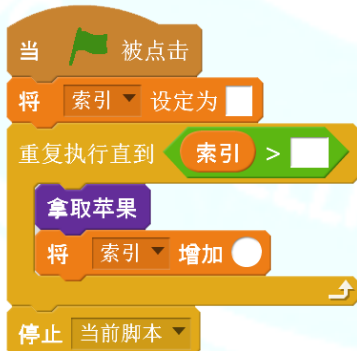 当 被点击
将 索引 设定为
重复执行直到 索引 >
拿取苹果
将 索引 增加
停止 当前脚本